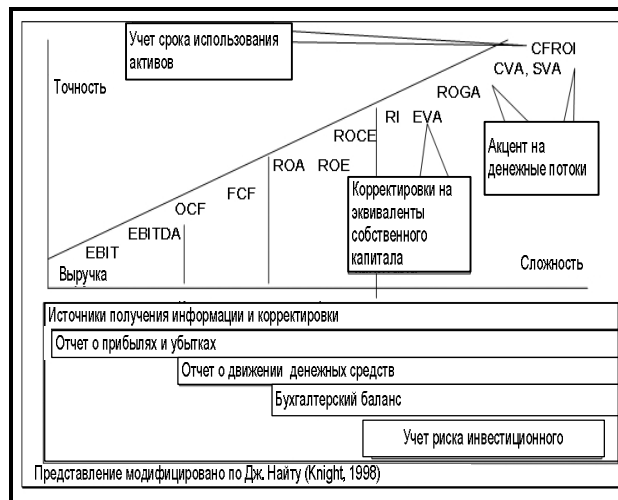 Учет срока использования
активов
CFROI
CVA, SVA
Точность
ROGA
RI EVA
ROCE
Акцент на
денежные потоки
ROA ROE
Корректировки на
эквиваленты
собственного
капитала
FCF
OCF
EBITDA
EBIT
Выручка
Сложность
Источники получения информации и корректировки
Отчет о прибылях и убытках
Отчет о движении денежных средств
Бухгалтерский баланс
Учет риска инвестиционного
Представление модифицировано по Дж. Найту (Knight, 1998)